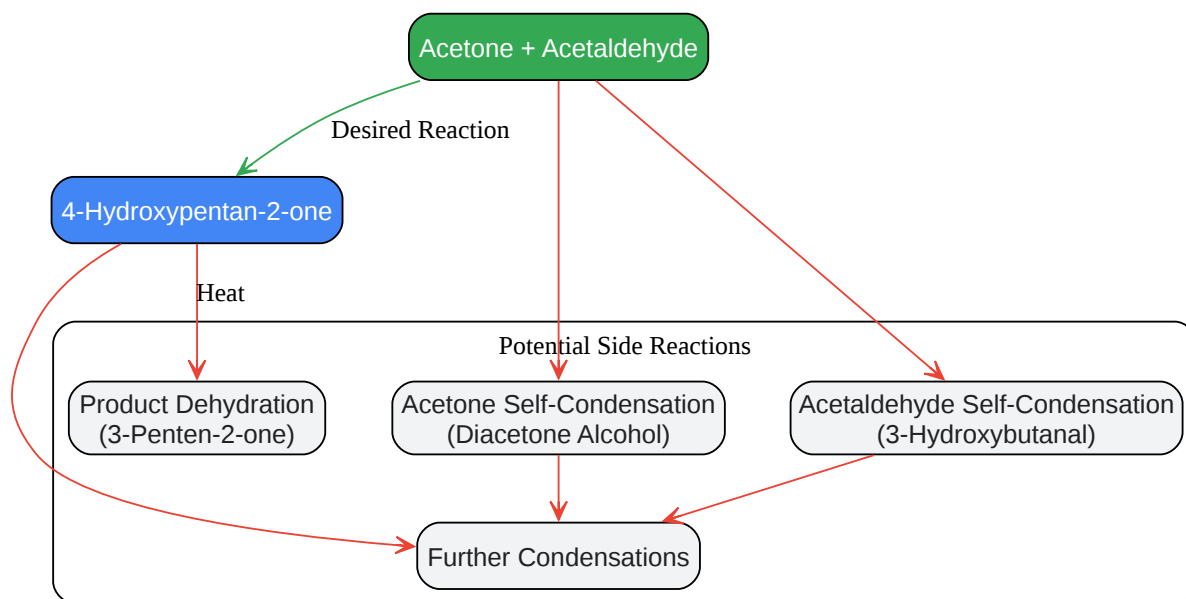 Acetone + Acetaldehyde
Desired Reaction
4-Hydroxypentan-2-one
Heat
Potential Side Reactions
Product Dehydration
(3-Penten-2-one)
Acetone Self-Condensation
(Diacetone Alcohol)
Acetaldehyde Self-Condensation
(3-Hydroxybutanal)
Further Condensations